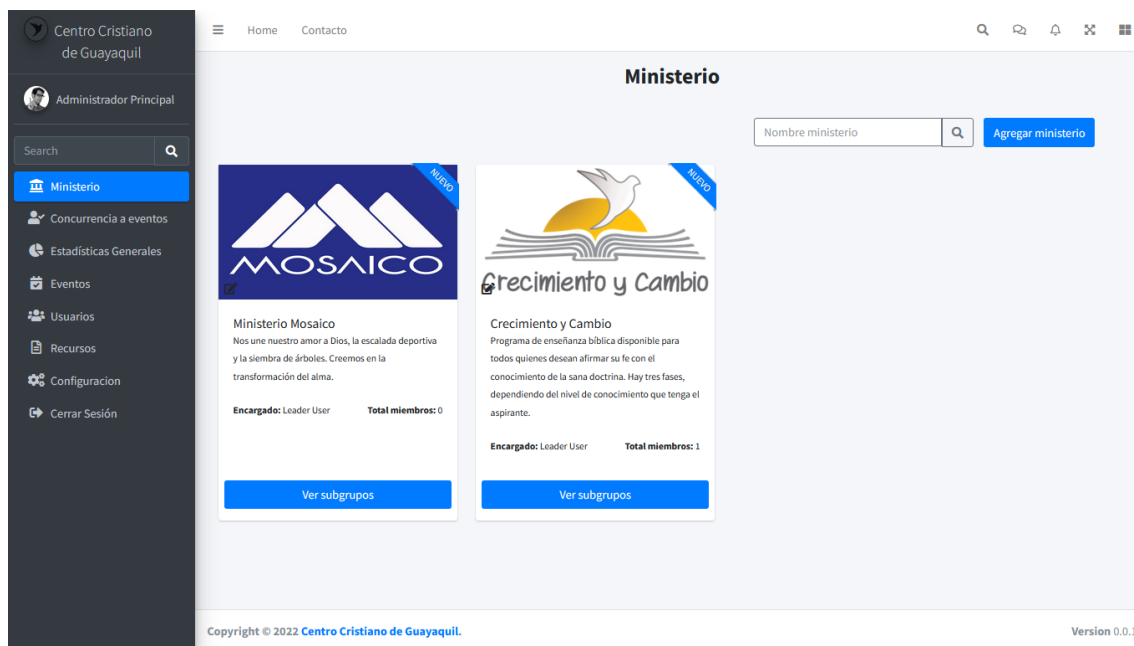 Centro Cristiano
de Guayaquil
Administrador Principal
Search
Ministerio
Concurrencia a eventos
Estadísticas Generales
Eventos
Usuarios
Recursos
Configuracion
Cerrar Sesión
Home Contacto
Ministerio
Nombre ministerio
Agregar ministerio
NUEVO
MOSAICO
Ministerio Mosaico
Nos une nuestro amor a Dios, la escalada deportiva
y la siembra de árboles. Creemos en la
transformación del alma.
Encargado: Leader User Total miembros: 0
Ver subgrupos
NUEVO
Crecimiento y Cambio
Crecimiento y Cambio
Programa de enseñanza bíblica disponible para
todos quienes desean afirmar su fe con el
conocimiento de la sana doctrina. Hay tres fases,
dependiendo del nivel de conocimiento que tenga el
aspirante.
Encargado: Leader User Total miembros: 1
Ver subgrupos
Copyright © 2022 Centro Cristiano de Guayaquil.
Version 0.0.1